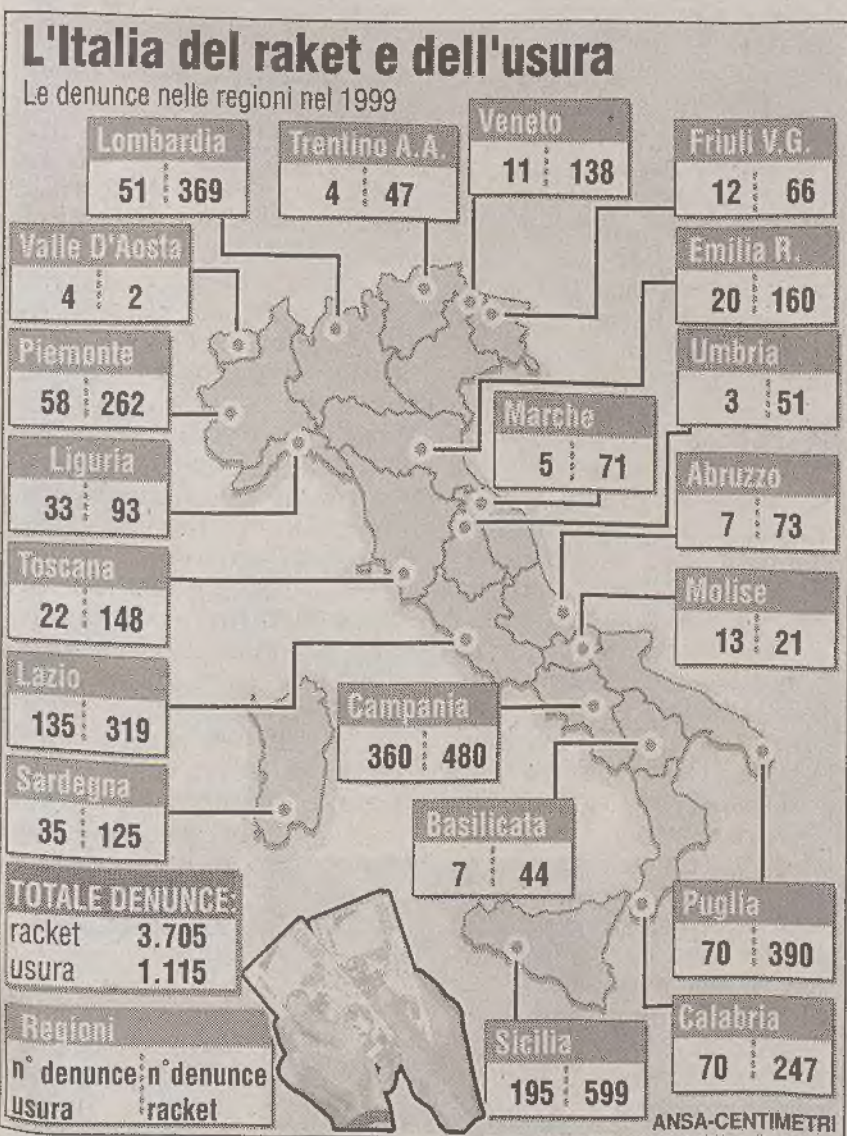 L'Italia del raket e dell'usura
Le denunce nelle regioni nel 1999
Lombardia
51 369
Trentino A.A.
4 47
Veneto
11 138
Friuli V.G.
12 66
Valle D'Aosta
4 2
Emilia R.
20 160
Piemonte
58 262
Umbria
3 51
Marche
5 71
Liguria
33 93
Abruzzo
7 73
Toscana
22 148
Molise
13 21
Lazio
135 319
Campania
360 480
Sardegna
35 125
Basilicata
7 44
TOTALE DENUNCE:
racket 3.705
usura 1.115
Puglia
70 390
Regioni
n° denunce n°denunce
usura racket
Sicilia
195 599
Calabria
70 247
ANSA-CENTIMETRI